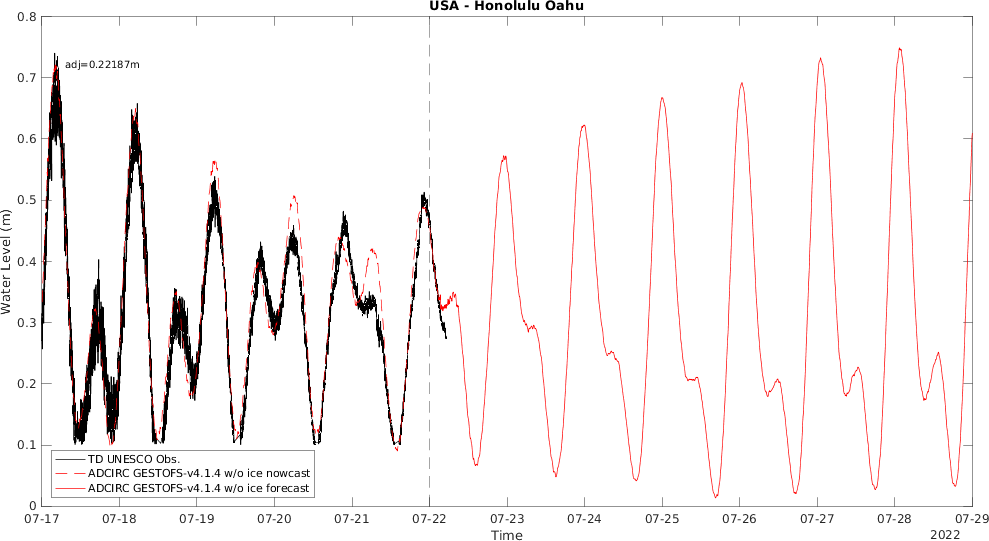 USA - Honolulu Oahu
0.8
0.7
0.6
0.5
0.4
0.3
0.2
0.1
0
Water Level (m)
adj=0.22187m
TD UNESCO Obs.
ADCIRC GESTOFS-v4.1.4 w/o ice nowcast
ADCIRC GESTOFS-v4.1.4 w/o ice forecast
07-17 07-18 07-19 07-20 07-21 07-22 07-23 07-24 07-25 07-26 07-27 07-28 07-29
Time
2022